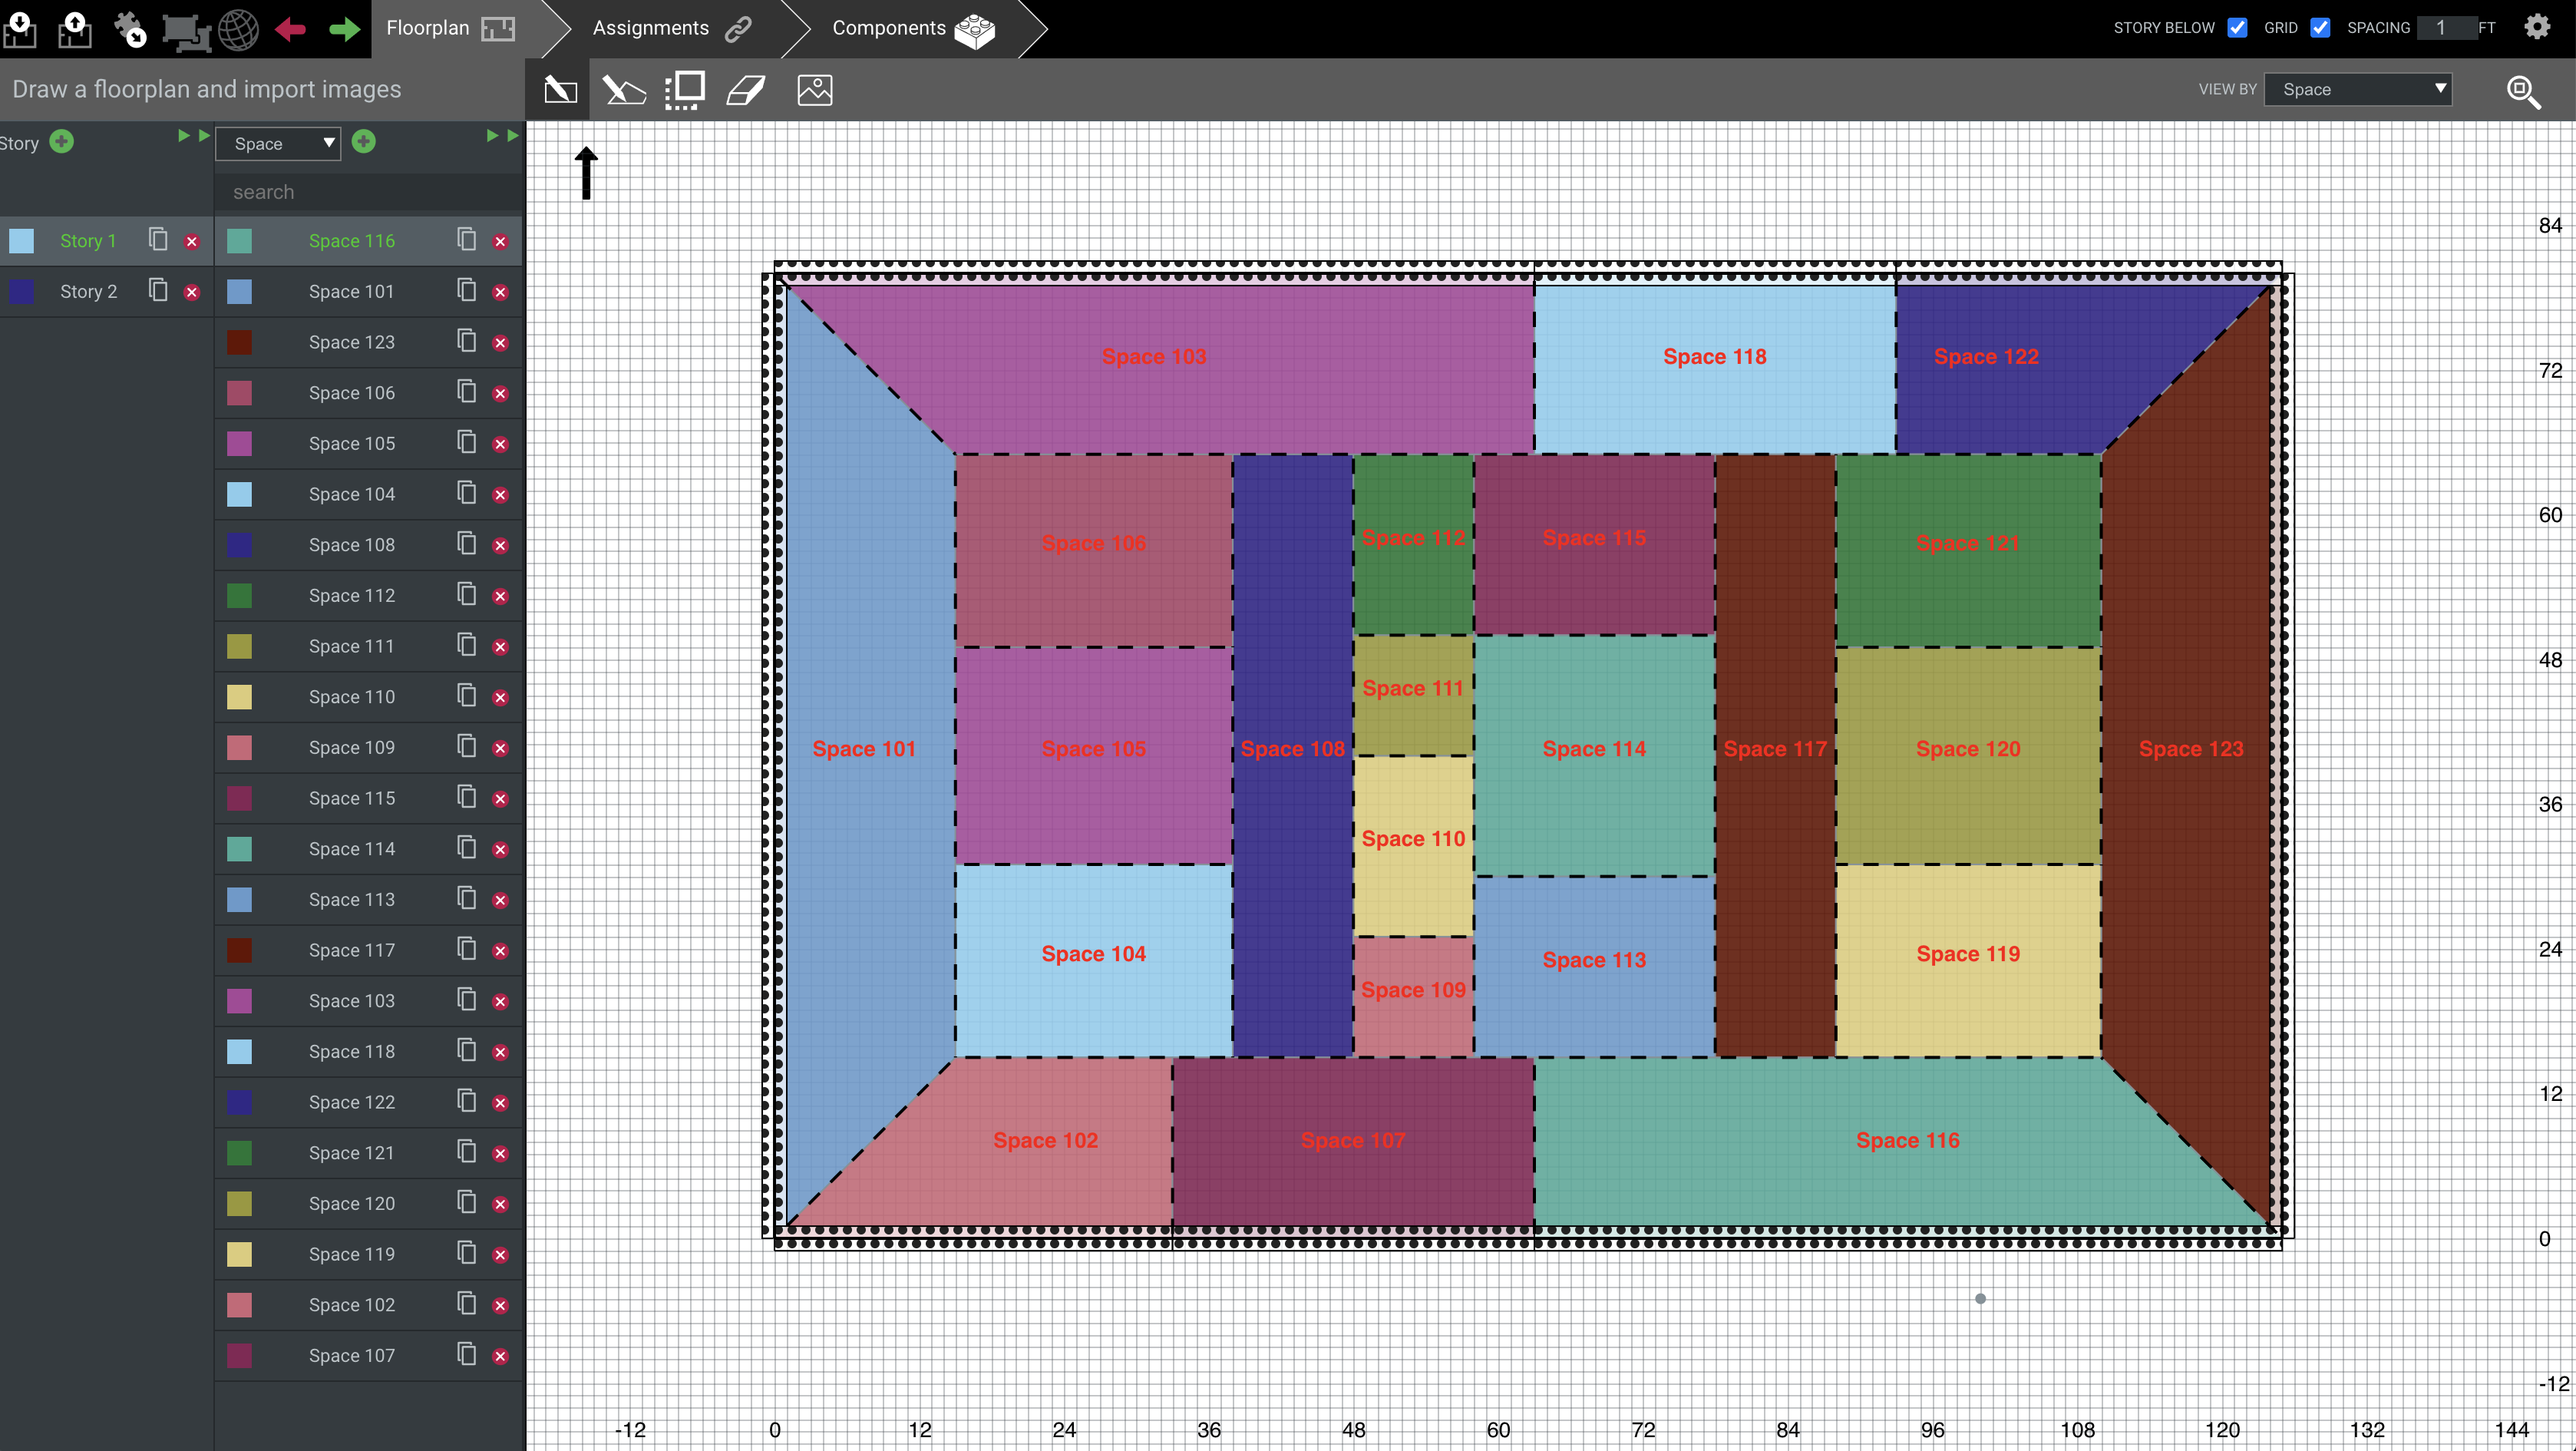 Floorplan
Assignments
Components
STORY BELOW
GRID
SPACING 1 FT
Draw a floorplan and import images
VIEW BY Space
Story
Space
search
Story 1
Story 2
Space 116
Space 101
Space 123
Space 106
Space 105
Space 104
Space 108
Space 112
Space 111
Space 110
Space 109
Space 115
Space 114
Space 113
Space 117
Space 103
Space 118
Space 122
Space 121
Space 120
Space 119
Space 102
Space 107
Space 103
Space 118
Space 122
Space 106
Space 112
Space 115
Space 121
Space 111
Space 101
Space 105
Space 108
Space 114
Space 117
Space 120
Space 123
Space 110
Space 104
Space 113
Space 119
Space 109
Space 102
Space 107
Space 116
84
72
60
48
36
24
12
0
-12
-12 0 12 24 36 48 60 72 84 96 108 120 132 144